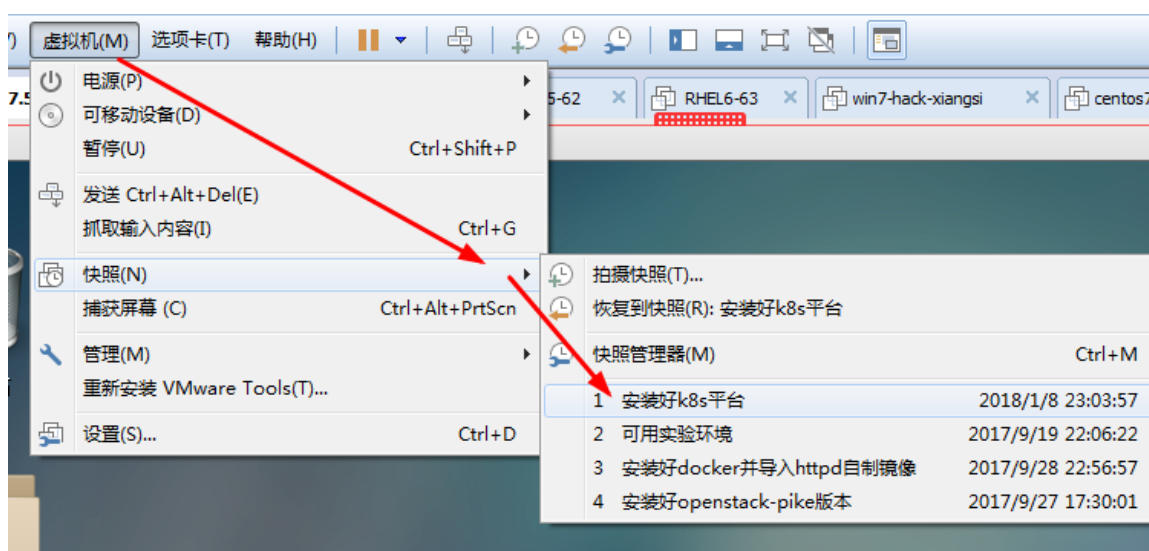 虚拟机(M) 选项卡(T) 帮助(H)
7.5
5-62 RHEL6-63 win7-hack-xiangsi centos7
电源(P)
可移动设备(D)
暂停(U) Ctrl+Shift+P
发送 Ctrl+Alt+Del(E)
抓取输入内容(I) Ctrl+G
快照(N)
捕获屏幕 (C) Ctrl+Alt+PrtScn
管理(M)
重新安装 VMware Tools(T)...
设置(S)... Ctrl+D
拍摄快照(T)...
恢复到快照(R): 安装好k8s平台
快照管理器(M) Ctrl+M
1 安装好k8s平台 2018/1/8 23:03:57
2 可用实验环境 2017/9/19 22:06:22
3 安装好docker并导入httpd自制镜像 2017/9/28 22:56:57
4 安装好openstack-pike版本 2017/9/27 17:30:01